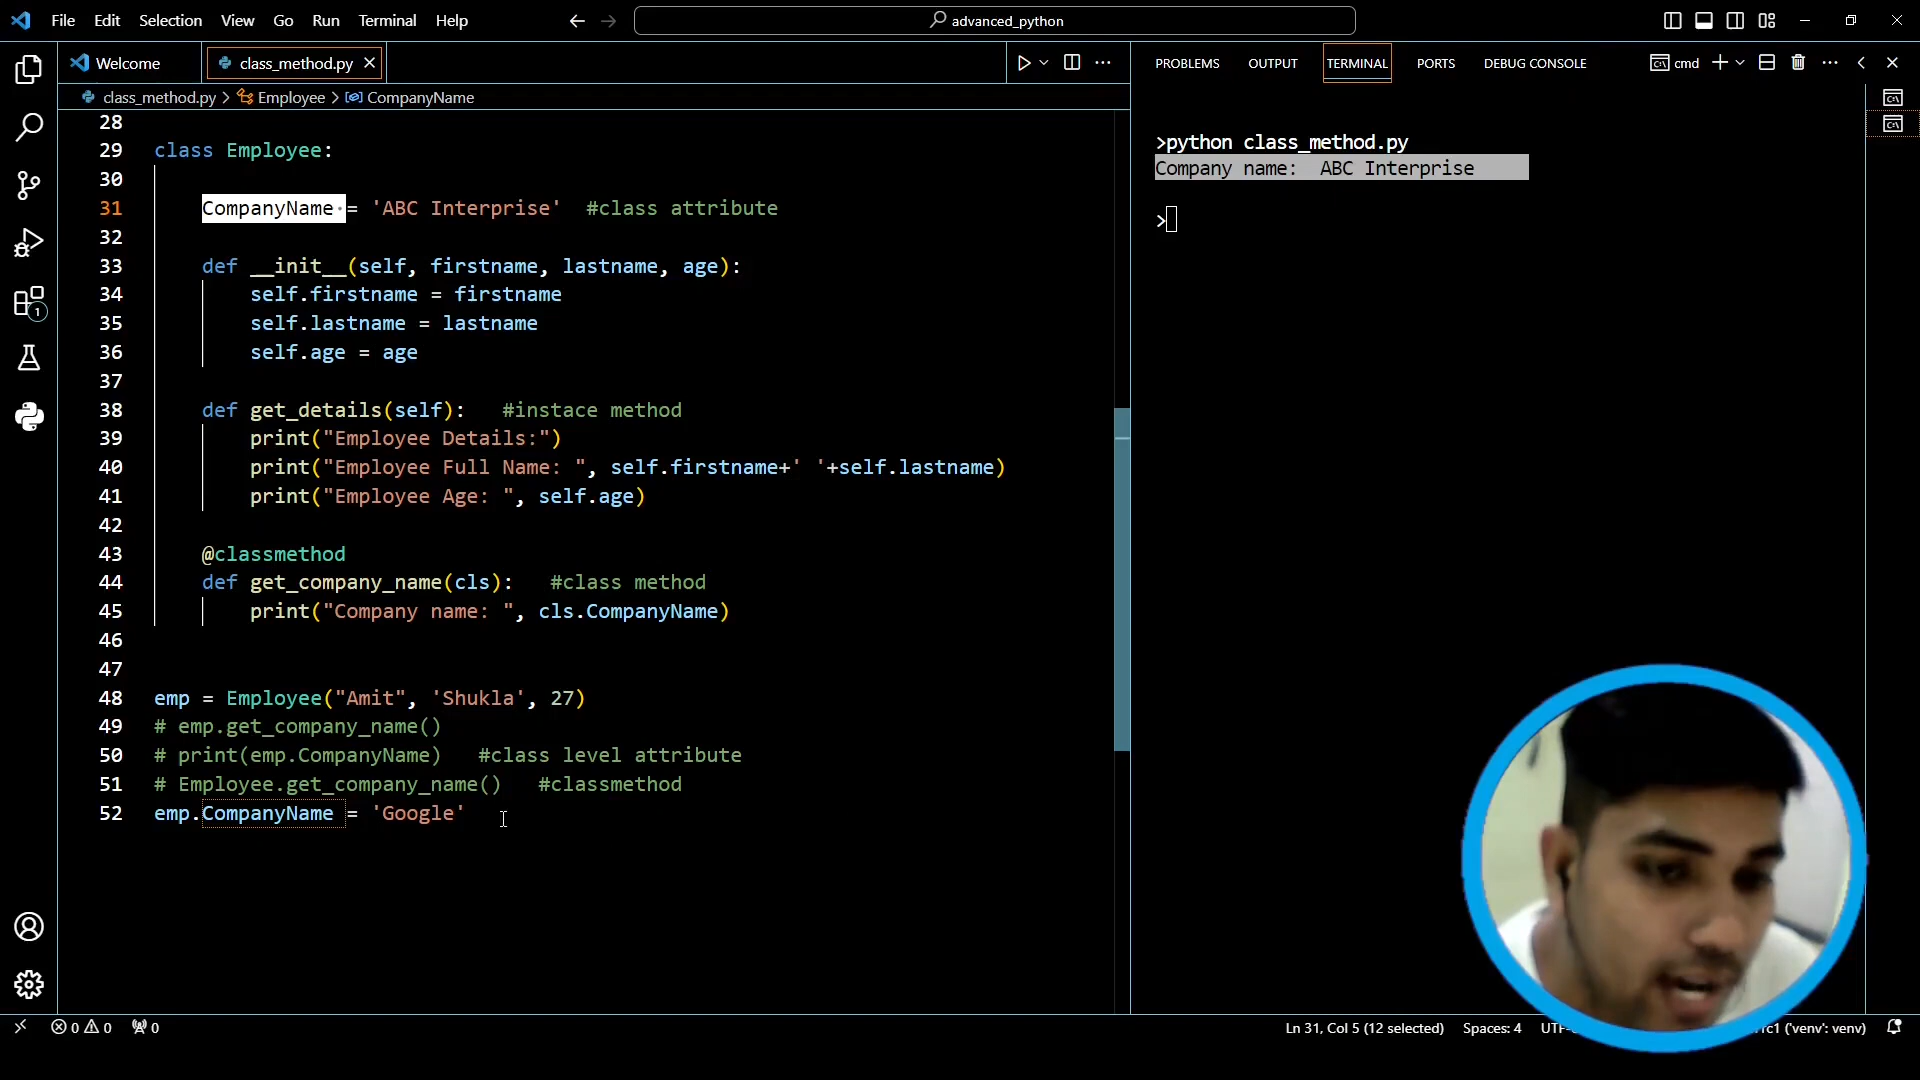 File Edit Selection View Go Run Terminal Help
advanced_python
Welcome
class_method.py
class_method.py > Employee > CompanyName
28
29 class Employee:
30
31 CompanyName = 'ABC Interprise' #class attribute
32
33 def __init__(self, firstname, lastname, age):
34 self.firstname = firstname
35 self.lastname = lastname
36 self.age = age
37
38 def get_details(self): #instace method
39 print("Employee Details:")
40 print("Employee Full Name: ", self.firstname+' '+self.lastname)
41 print("Employee Age: ", self.age)
42
43 @classmethod
44 def get_company_name(cls): #class method
45 print("Company name: ", cls.CompanyName)
46
47
48 emp = Employee("Amit", 'Shukla', 27)
49 # emp.get_company_name()
50 # print(emp.CompanyName) #class level attribute
51 # Employee.get_company_name() #classmethod
52 emp.CompanyName = 'Google'
1
PROBLEMS OUTPUT TERMINAL PORTS DEBUG CONSOLE
cmd
>python class_method.py
Company name:  ABC Interprise
>
0 0 0
Ln 31, Col 5 (12 selected) Spaces: 4 ('venv': venv)